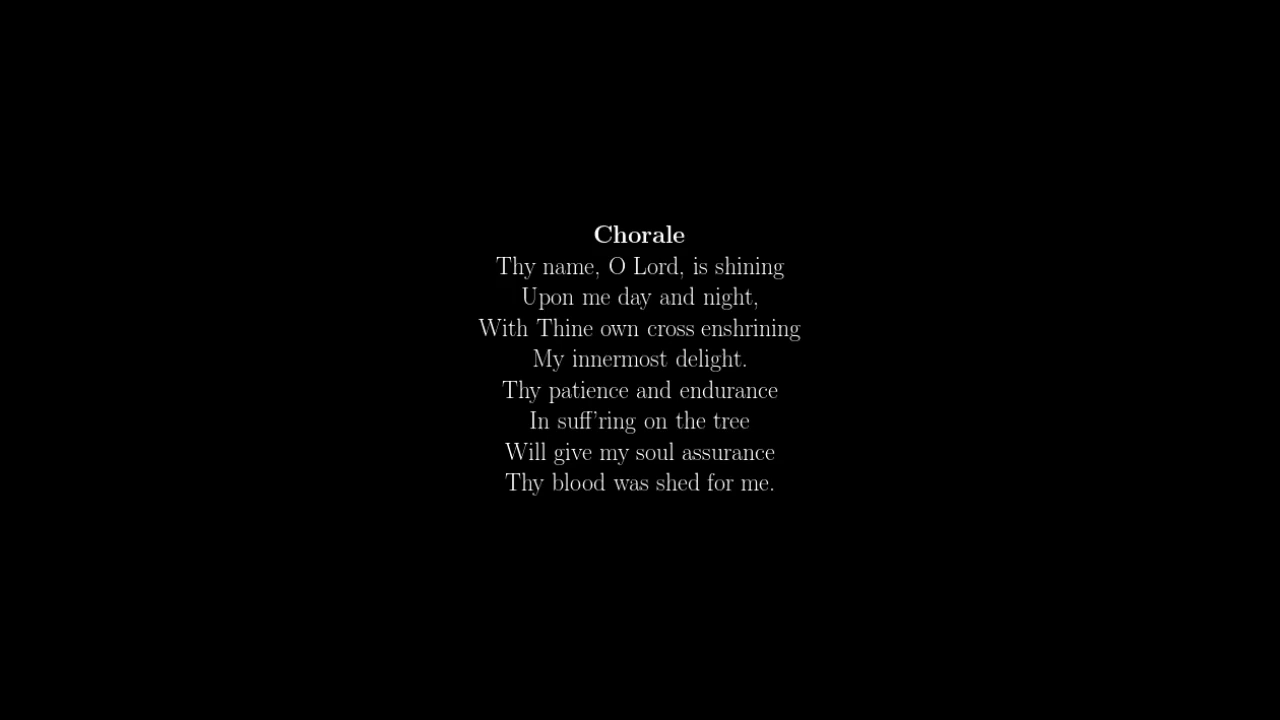 Chorale
Thy name, O Lord, is shining
Upon me day and night,
With Thine own cross enshrining
My innermost delight.
Thy patience and endurance
In suff'ring on the tree
Will give my soul assurance
Thy blood was shed for me.